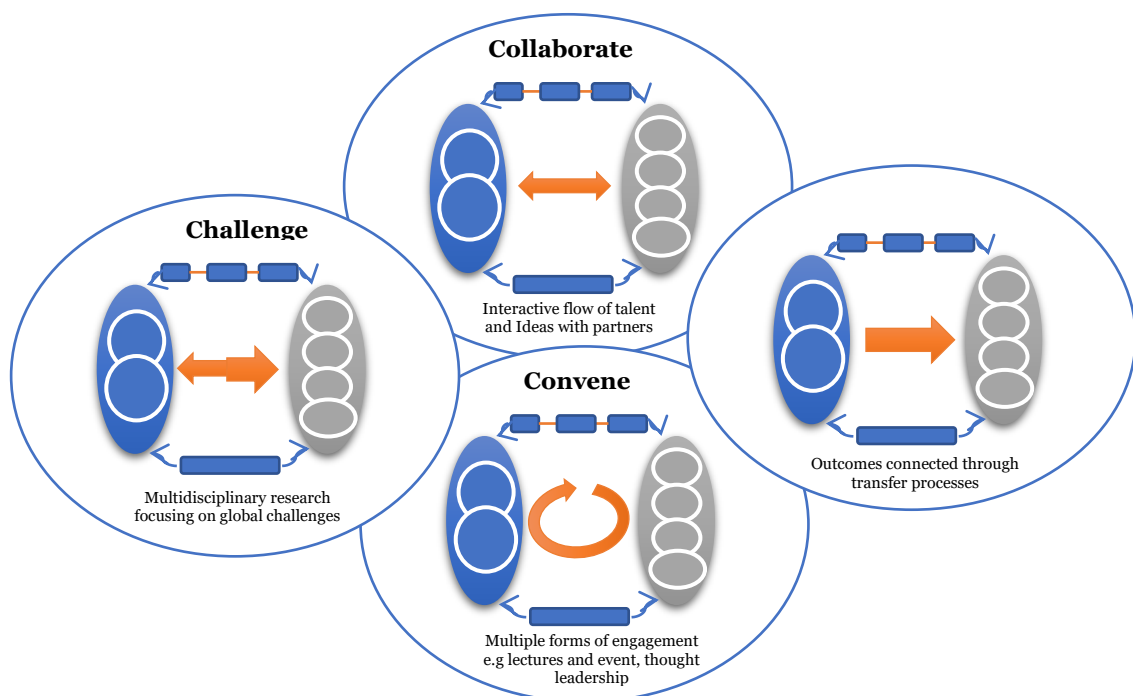 Collaborate
Interactive flow of talent
and Ideas with partners
Challenge
Multidisciplinary research
focusing on global challenges
Convene
Multiple forms of engagement
e.g lectures and event, thought
leadership
Outcomes connected through
transfer processes